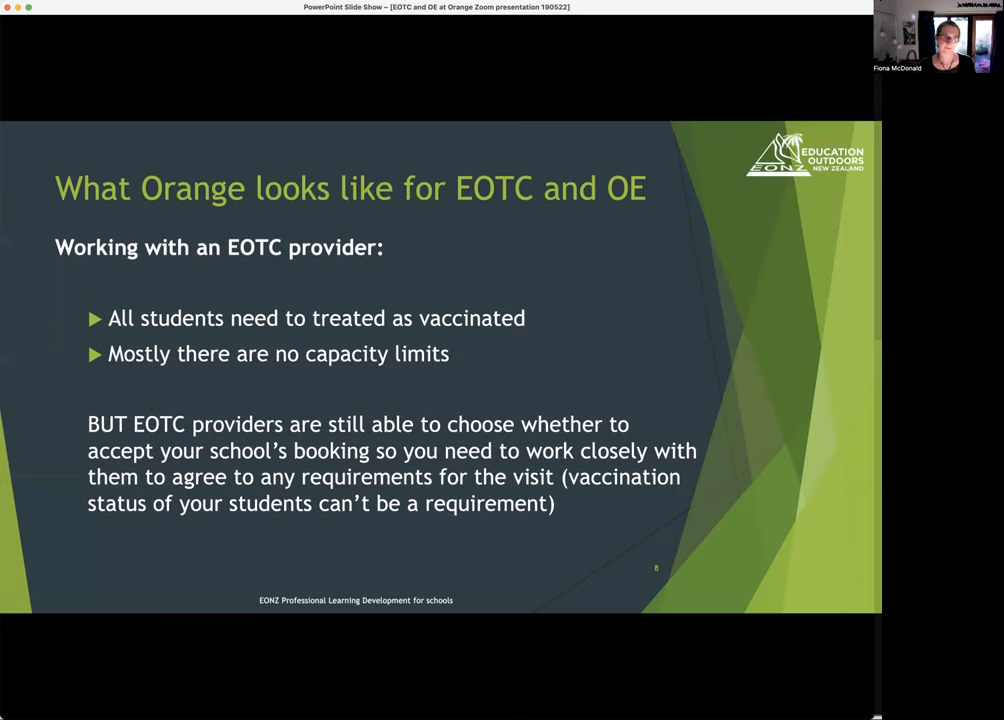 PowerPoint Slide Show – [EOTC and OE at Orange Zoom presentation 190522]
Fiona McDonald
EONZ
EDUCATION
OUTDOORS
NEW ZEALAND
What Orange looks like for EOTC and OE
Working with an EOTC provider:
All students need to treated as vaccinated
Mostly there are no capacity limits
BUT EOTC providers are still able to choose whether to
accept your school’s booking so you need to work closely with
them to agree to any requirements for the visit (vaccination
status of your students can’t be a requirement)
8
EONZ Professional Learning Development for schools